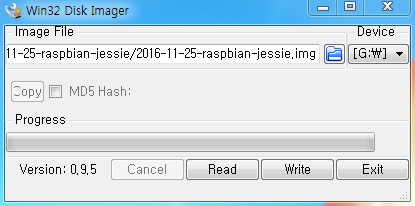 Win32 Disk Imager
Image File
Device
11-25-raspbian-jessie/2016-11-25-raspbian-jessie.img
[G:₩]
Copy
MD5 Hash:
Progress
Version: 0.9.5
Cancel
Read
Write
Exit